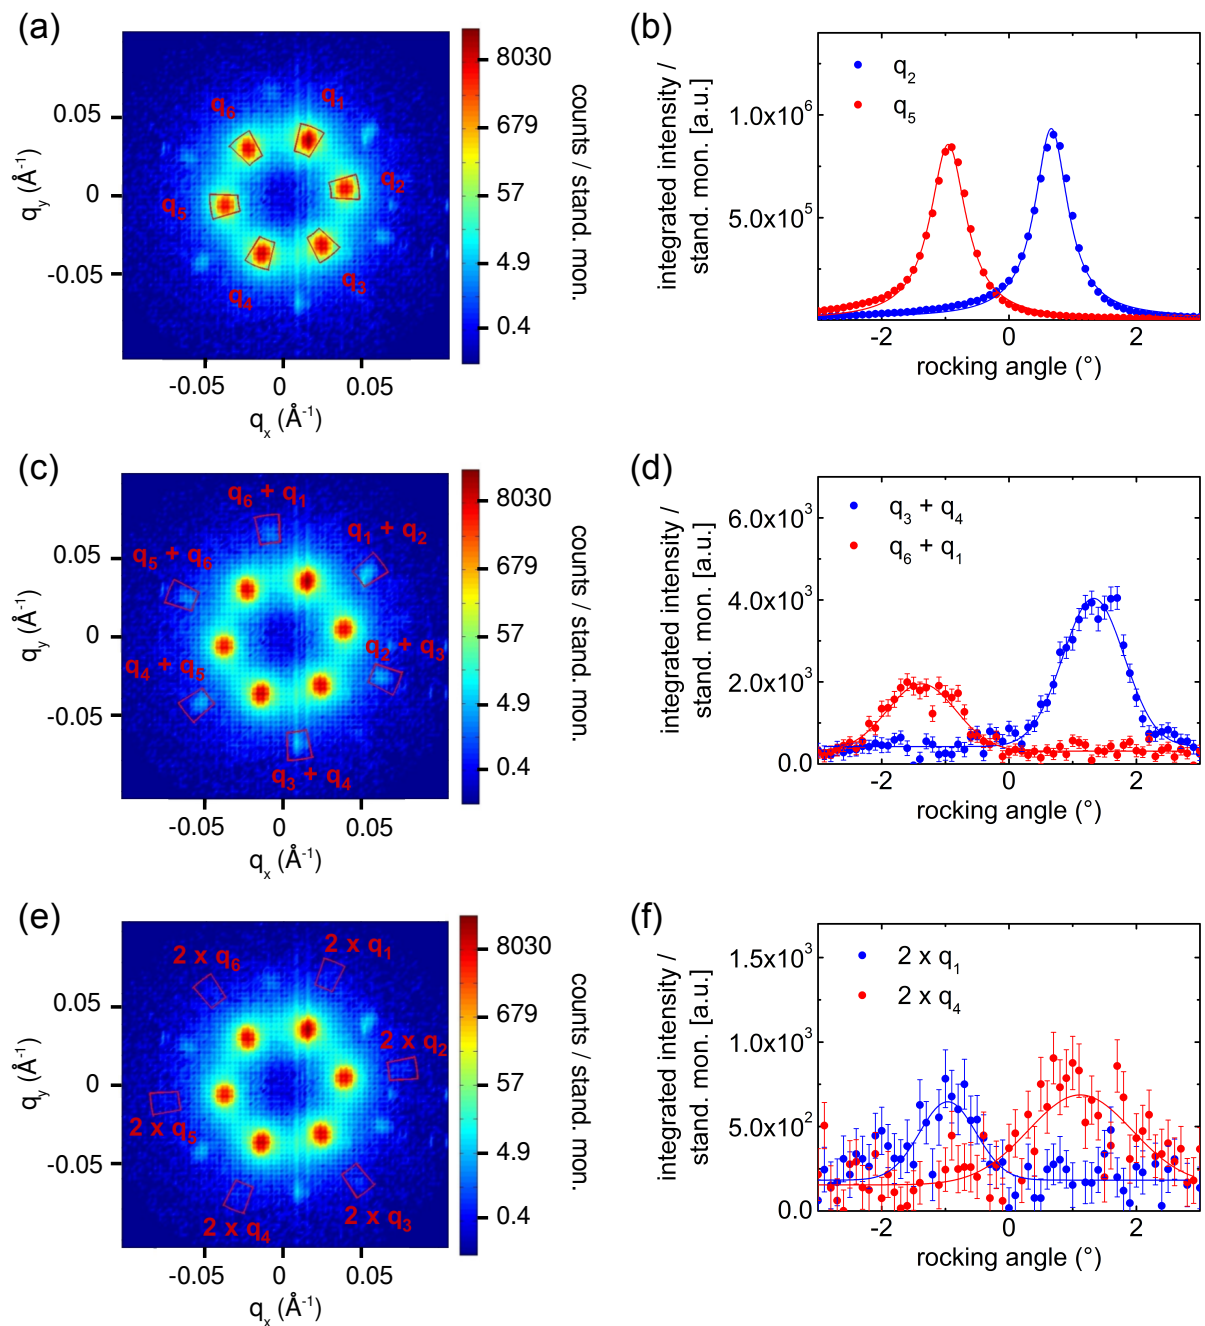 (a)
q₆
q₁
q₂
q₅
q₄
q₃
0.05
0
-0.05
q_y (Å⁻¹)
-0.05
0
0.05
q_x (Å⁻¹)
8030
679
57
4.9
0.4
counts / stand. mon.
(b)
q₂
q₅
1.0x10⁶
5.0x10⁵
integrated intensity /
stand. mon. [a.u.]
-2
0
2
rocking angle (°)
(c)
q₆ + q₁
q₁ + q₂
q₅ + q₆
q₂ + q₃
q₄ + q₅
q₃ + q₄
0.05
0
-0.05
q_y (Å⁻¹)
-0.05
0
0.05
q_x (Å⁻¹)
8030
679
57
4.9
0.4
counts / stand. mon.
(d)
q₃ + q₄
q₆ + q₁
6.0x10³
4.0x10³
2.0x10³
0.0
integrated intensity /
stand. mon. [a.u.]
-2
0
2
rocking angle (°)
(e)
2 x q₁
2 x q₆
2 x q₂
2 x q₅
2 x q₄
2 x q₃
0.05
0
-0.05
q_y (Å⁻¹)
-0.05
0
0.05
q_x (Å⁻¹)
8030
679
57
4.9
0.4
counts / stand. mon.
(f)
2 x q₁
2 x q₄
1.5x10³
1.0x10³
5.0x10²
0.0
integrated intensity /
stand. mon. [a.u.]
-2
0
2
rocking angle (°)